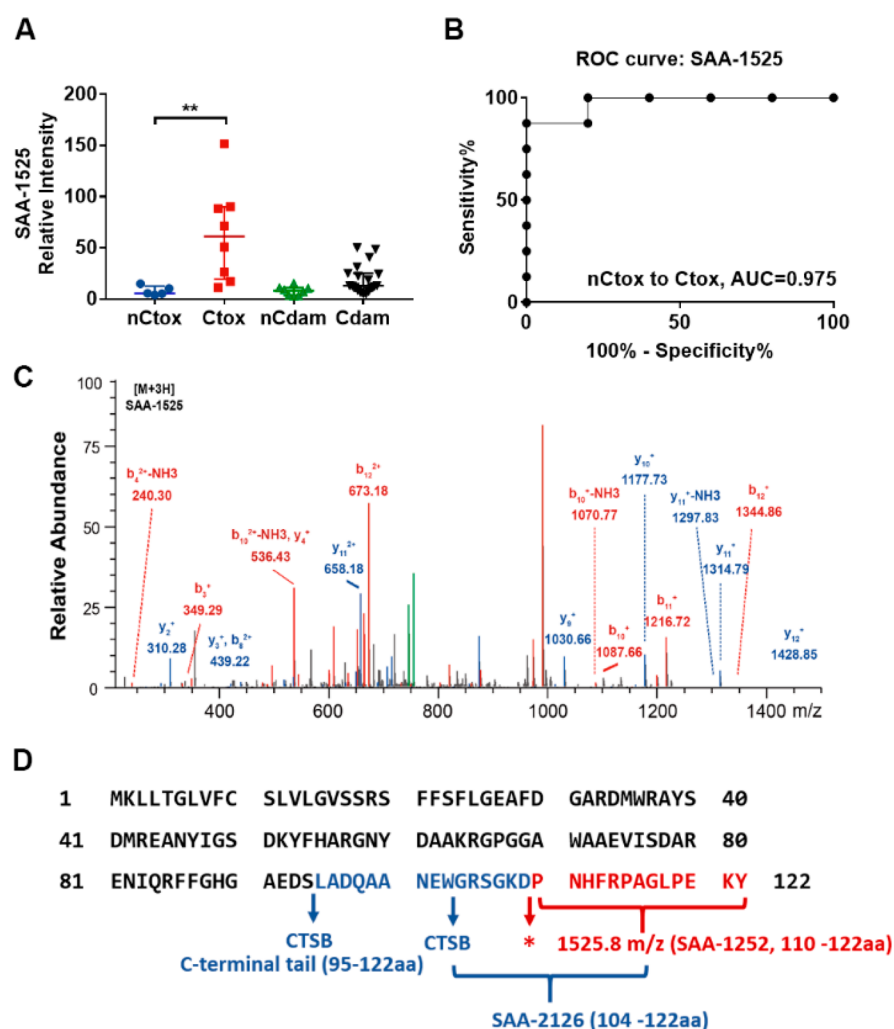 A
SAA-1525
Relative Intensity
200
150
100
50
0
**
nCtox Ctox nCdam Cdam
B
ROC curve: SAA-1525
Sensitivity%
100
50
0
nCtox to Ctox, AUC=0.975
0 50 100
100% - Specificity%
C
Relative Abundance
100
75
50
25
0
[M+3H]
SAA-1525
b₄²⁺-NH3
240.30
y₂⁺
310.28
b₃⁺
349.29
y₃⁺, b₈²⁺
439.22
b₁₀²⁺-NH3, y₄⁺
536.43
y₁₁²⁺
658.18
b₁₂²⁺
673.18
y₉⁺
1030.66
b₁₀⁺-NH3
1070.77
b₁₀⁺
1087.66
y₁₀⁺
1177.73
b₁₁⁺
1216.72
y₁₁⁺-NH3
1297.83
y₁₁⁺
1314.79
b₁₂⁺
1344.86
y₁₂⁺
1428.85
400 600 800 1000 1200 1400 m/z
D
1 MKLLTGLVFC SLVLGVSSRS FFSFLGEAFD GARDMWRAYS 40
41 DMREANYIGS DKYFHARGNY DAAKRGPGGA WAAEVISDAR 80
81 ENIQRFFGHG AEDSLADQAA NEWGRSGKDP NHFRPAGLPE KY 122
CTSB CTSB * 1525.8 m/z (SAA-1252, 110 -122aa)
C-terminal tail (95-122aa)
SAA-2126 (104 -122aa)